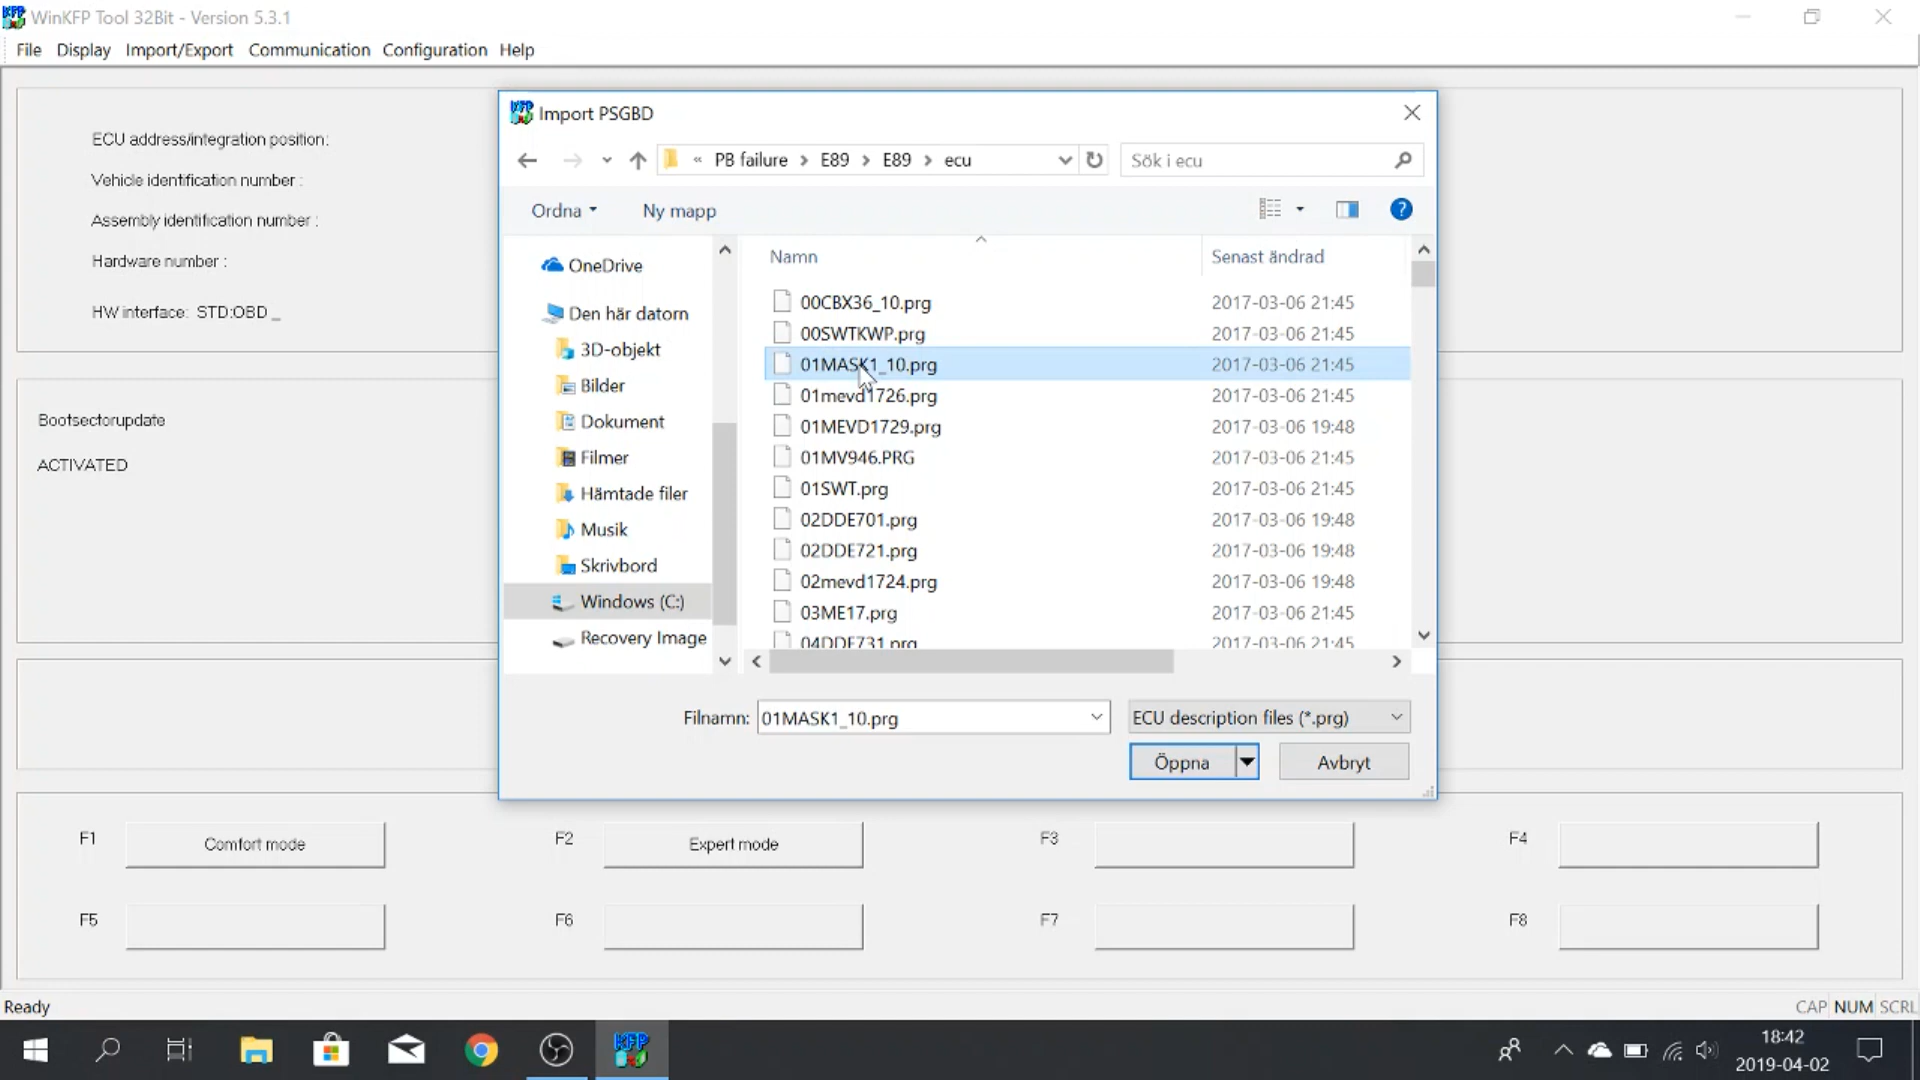 WinKFP Tool 32Bit - Version 5.3.1
File Display Import/Export Communication Configuration Help
ECU address/integration position:
Vehicle identification number :
Assembly identification number :
Hardware number :
HW interface: STD:OBD _
Bootsectorupdate
ACTIVATED
Import PSGBD
« PB failure › E89 › E89 › ecu
Sök i ecu
Ordna Ny mapp
OneDrive
Den här datorn
3D-objekt
Bilder
Dokument
Filmer
Hämtade filer
Musik
Skrivbord
Windows (C:)
Recovery Image
Namn Senast ändrad
00CBX36_10.prg 2017-03-06 21:45
00SWTKWP.prg 2017-03-06 21:45
01MASK1_10.prg 2017-03-06 21:45
01mevd1726.prg 2017-03-06 21:45
01MEVD1729.prg 2017-03-06 19:48
01MV946.PRG 2017-03-06 21:45
01SWT.prg 2017-03-06 21:45
02DDE701.prg 2017-03-06 19:48
02DDE721.prg 2017-03-06 19:48
02mevd1724.prg 2017-03-06 19:48
03ME17.prg 2017-03-06 21:45
04DDE731.prg 2017-03-06 21:45
Filnamn: 01MASK1_10.prg ECU description files (*.prg)
Öppna Avbryt
F1 Comfort mode F2 Expert mode F3 F4
F5 F6 F7 F8
Ready CAP NUM SCRL
KFP
18:42
2019-04-02